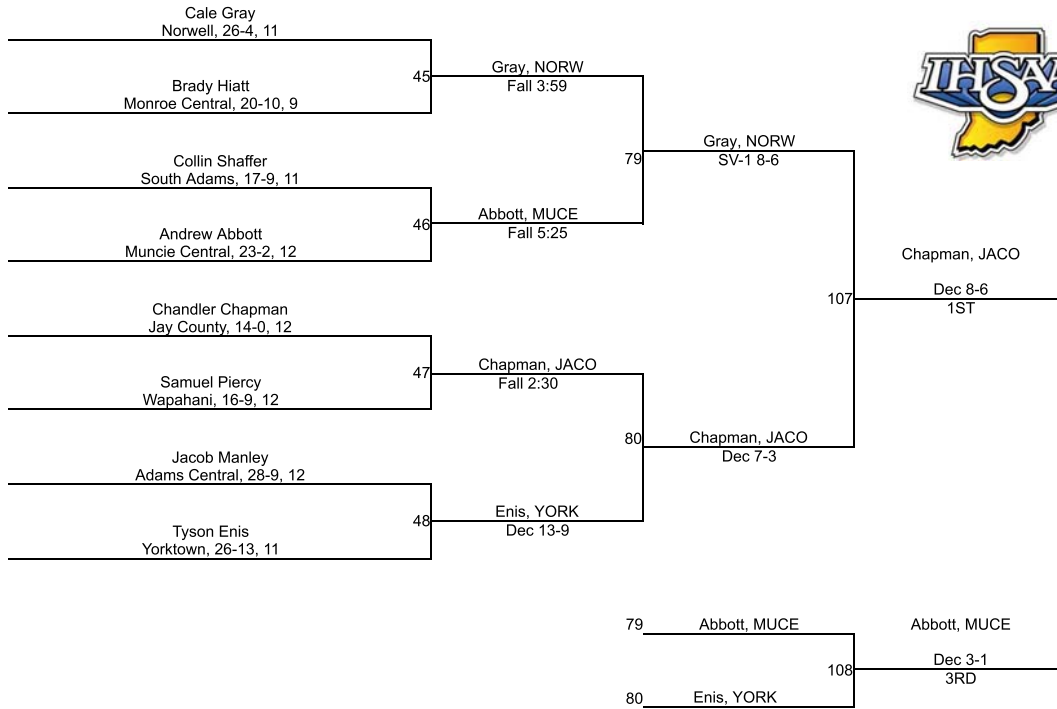 Cale Gray
Norwell, 26-4, 11
45
Gray, NORW
Fall 3:59
Brady Hiatt
Monroe Central, 20-10, 9
79
Gray, NORW
SV-1 8-6
Collin Shaffer
South Adams, 17-9, 11
46
Abbott, MUCE
Fall 5:25
Andrew Abbott
Muncie Central, 23-2, 12
107
Chapman, JACO
Dec 8-6
1ST
Chandler Chapman
Jay County, 14-0, 12
47
Chapman, JACO
Fall 2:30
Samuel Piercy
Wapahani, 16-9, 12
80
Chapman, JACO
Dec 7-3
Jacob Manley
Adams Central, 28-9, 12
48
Enis, YORK
Dec 13-9
Tyson Enis
Yorktown, 26-13, 11
79
Abbott, MUCE
108
Abbott, MUCE
Dec 3-1
3RD
80
Enis, YORK
IHSAA